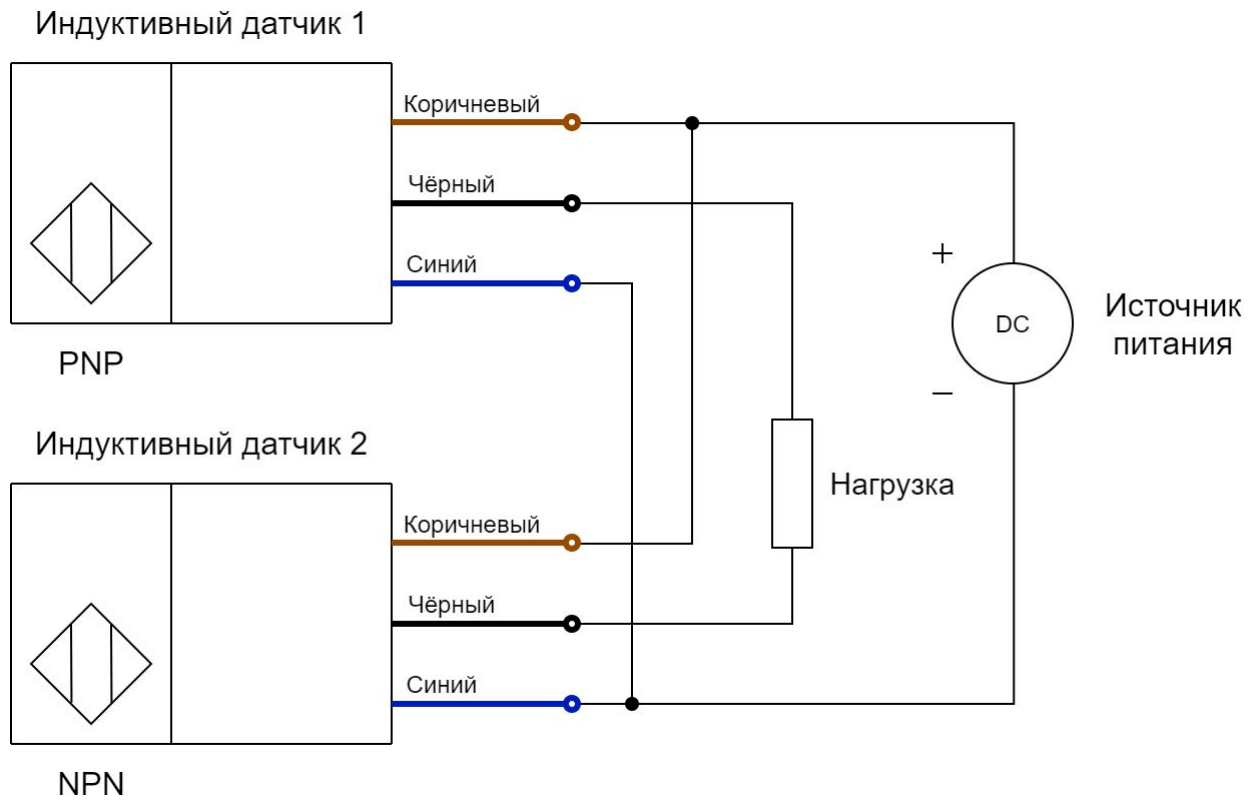 Индуктивный датчик 1
Коричневый
Чёрный
Синий
PNP
+
DC
−
Источник
питания
Нагрузка
Индуктивный датчик 2
Коричневый
Чёрный
Синий
NPN